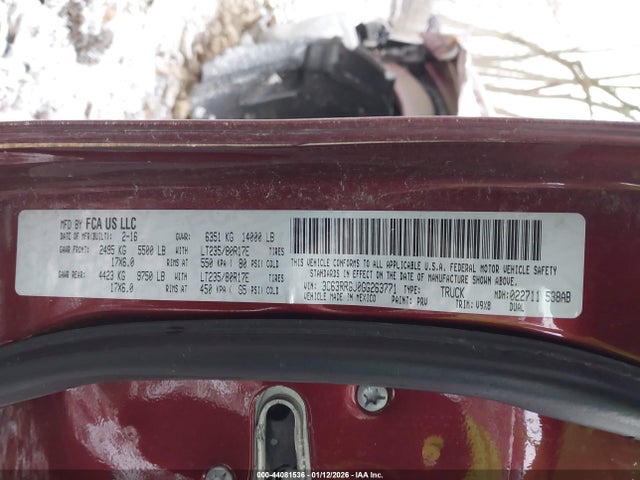 MFD BY FCA US LLC
DATE OF MFR(BUILT): 2-16 GVWR: 6351 KG 14000 LB
GAWR FRONT: 2495 KG 5500 LB WITH LT235/80R17E TIRES
17X6.0 RIMS AT 550 KPA/ 80 PSI COLD
GAWR REAR: 4423 KG 9750 LB WITH LT235/80R17E TIRES
17X6.0 RIMS AT 450 KPA/ 65 PSI COLD
THIS VEHICLE CONFORMS TO ALL APPLICABLE U.S.A. FEDERAL MOTOR VEHICLE SAFETY
STANDARDS IN EFFECT ON THE DATE OF MANUFACTURE SHOWN ABOVE.
VIN: 3C63RRGJ0GG263771 TYPE: TRUCK MDH: 022711 538AB
VEHICLE MADE IN MEXICO PAINT: PRV TRIM: V9X8 DUAL
000-44081536 - 01/12/2026 - IAA Inc.